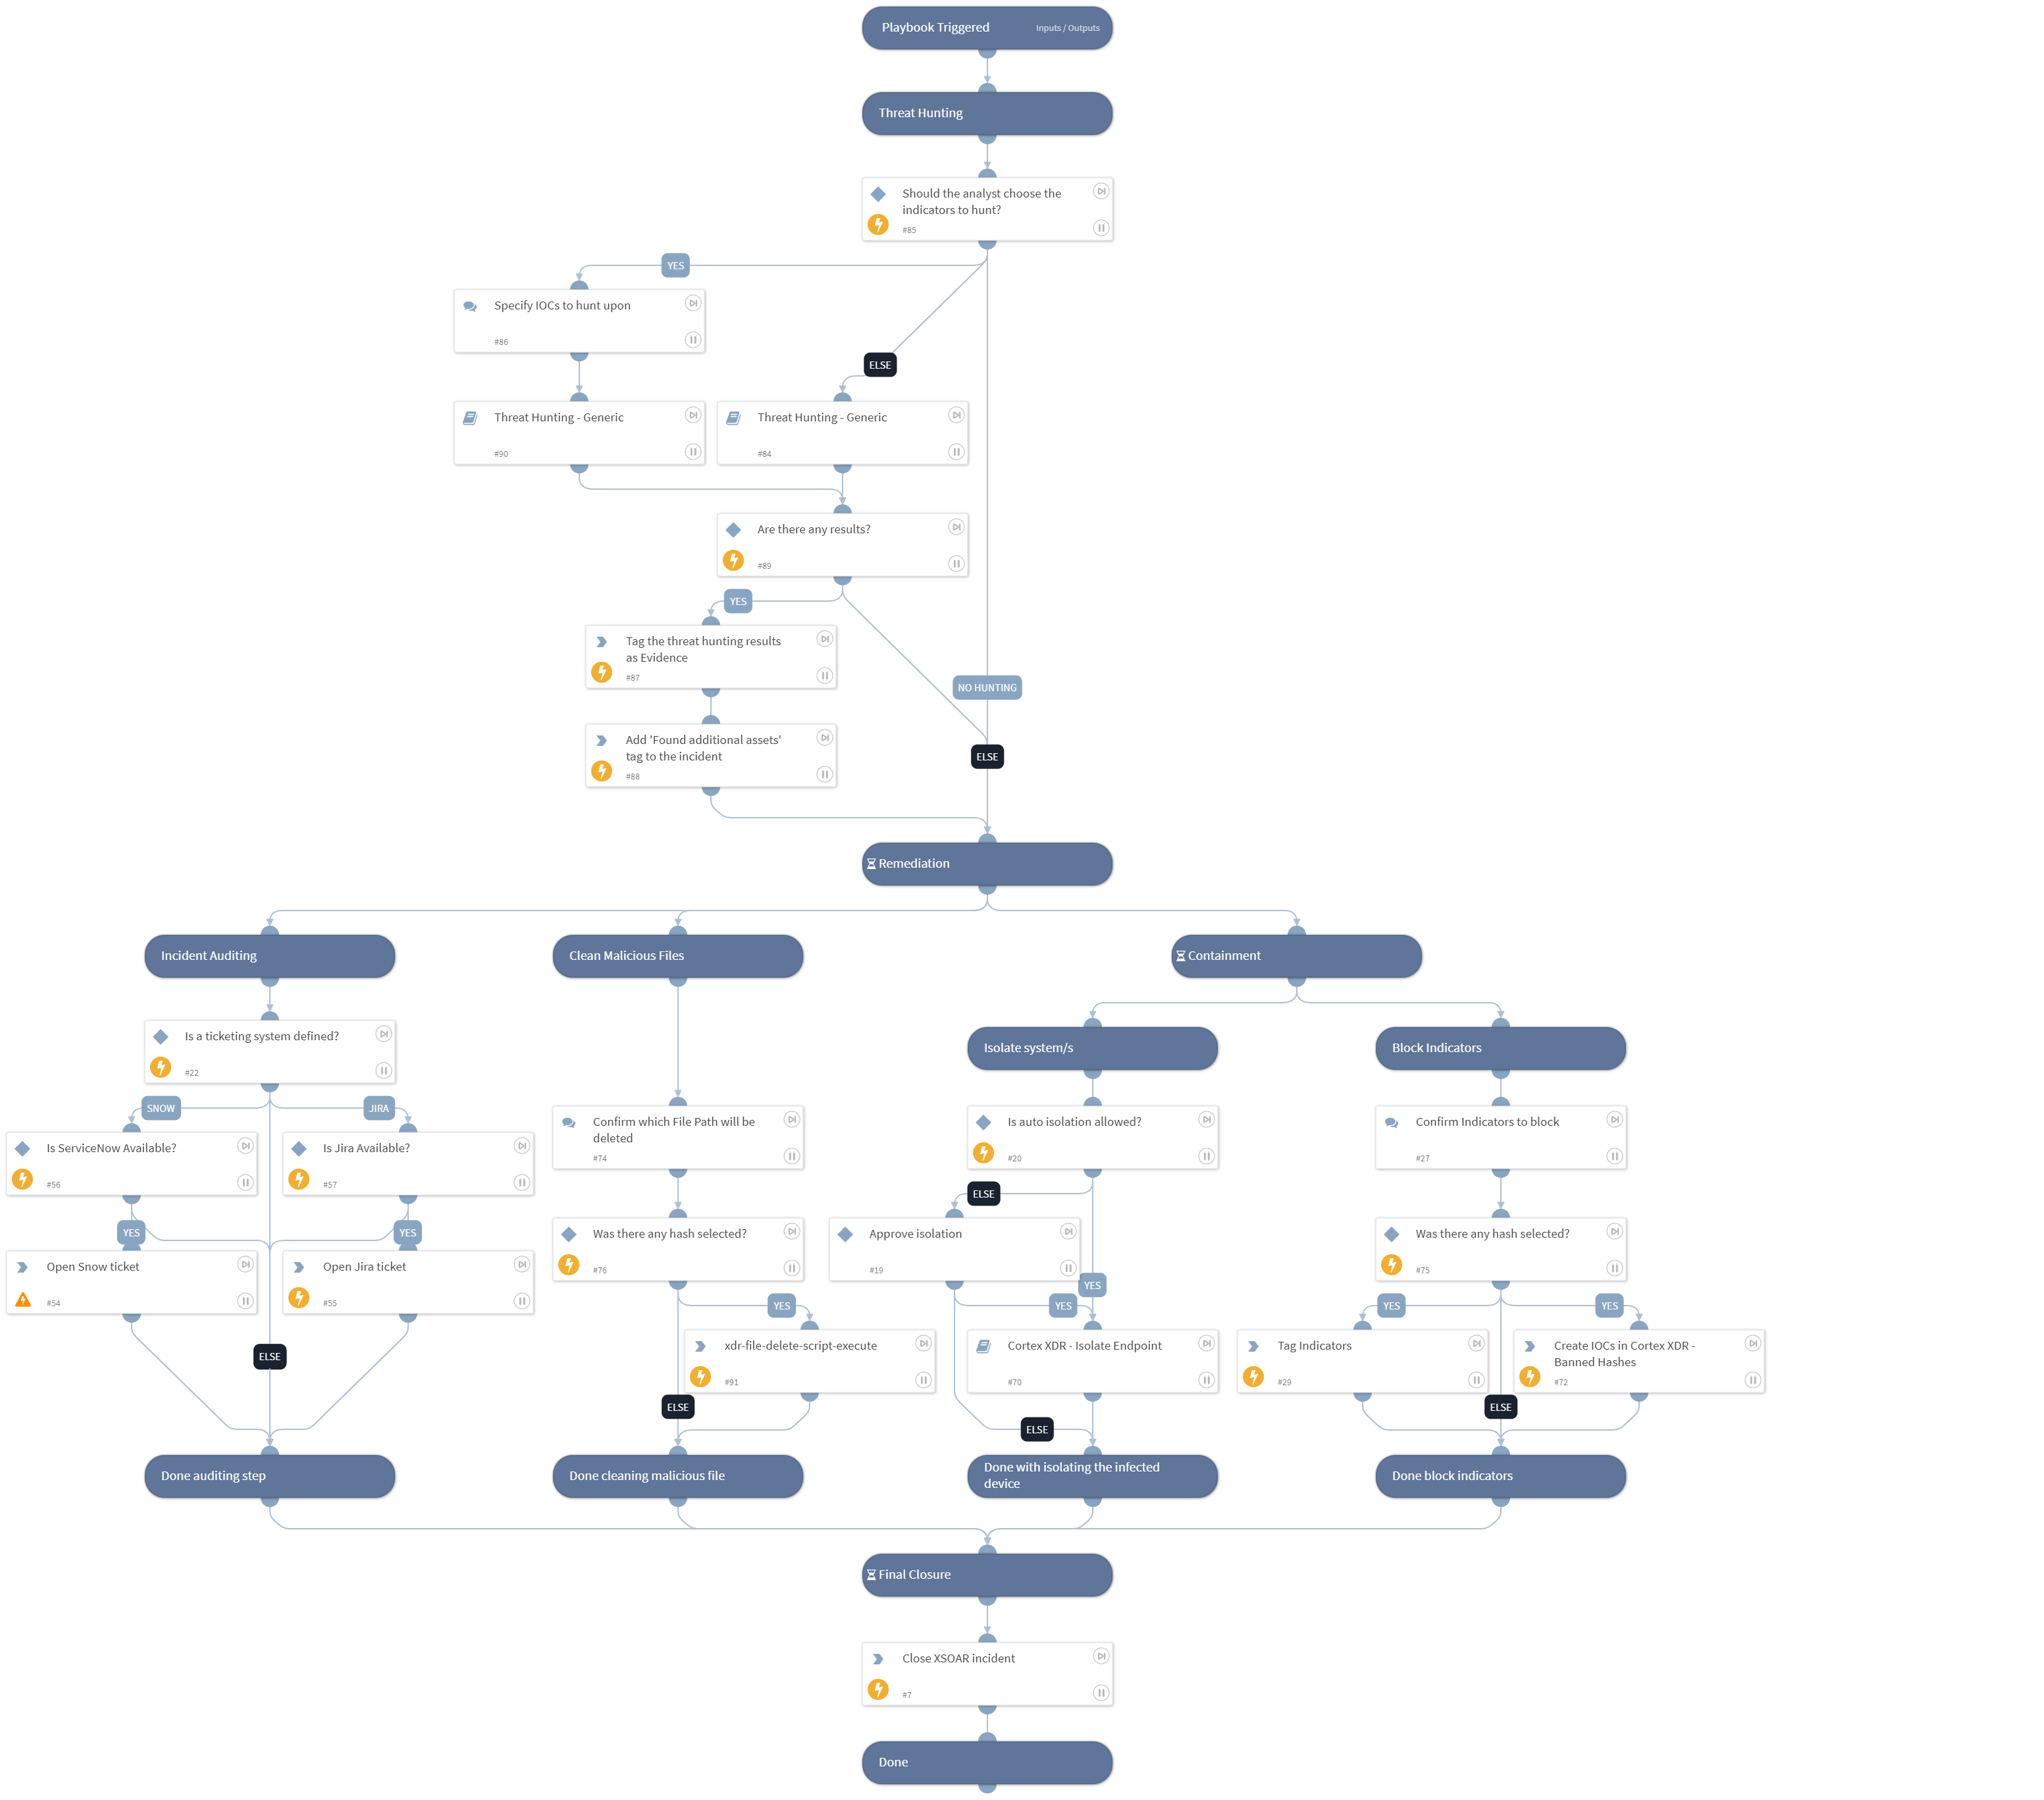 Playbook Triggered
Inputs / Outputs
Threat Hunting
Should the analyst choose the
indicators to hunt?
#85
YES
Specify IOCs to hunt upon
#86
ELSE
Threat Hunting - Generic
#90
Threat Hunting - Generic
#84
Are there any results?
#89
YES
Tag the threat hunting results
as Evidence
#87
NO HUNTING
Add 'Found additional assets'
tag to the incident
#88
ELSE
Remediation
Incident Auditing
Clean Malicious Files
Containment
Is a ticketing system defined?
#22
Isolate system/s
Block Indicators
SNOW
JIRA
Confirm which File Path will be
deleted
#74
Is auto isolation allowed?
#20
Confirm Indicators to block
#27
Is ServiceNow Available?
#56
Is Jira Available?
#57
ELSE
YES
YES
Was there any hash selected?
#76
Approve isolation
#19
Was there any hash selected?
#75
Open Snow ticket
#54
Open Jira ticket
#55
YES
YES
YES
YES
YES
ELSE
xdr-file-delete-script-execute
#91
Cortex XDR - Isolate Endpoint
#70
Tag Indicators
#29
Create IOCs in Cortex XDR -
Banned Hashes
#72
ELSE
ELSE
ELSE
Done auditing step
Done cleaning malicious file
Done with isolating the infected
device
Done block indicators
Final Closure
Close XSOAR incident
#7
Done